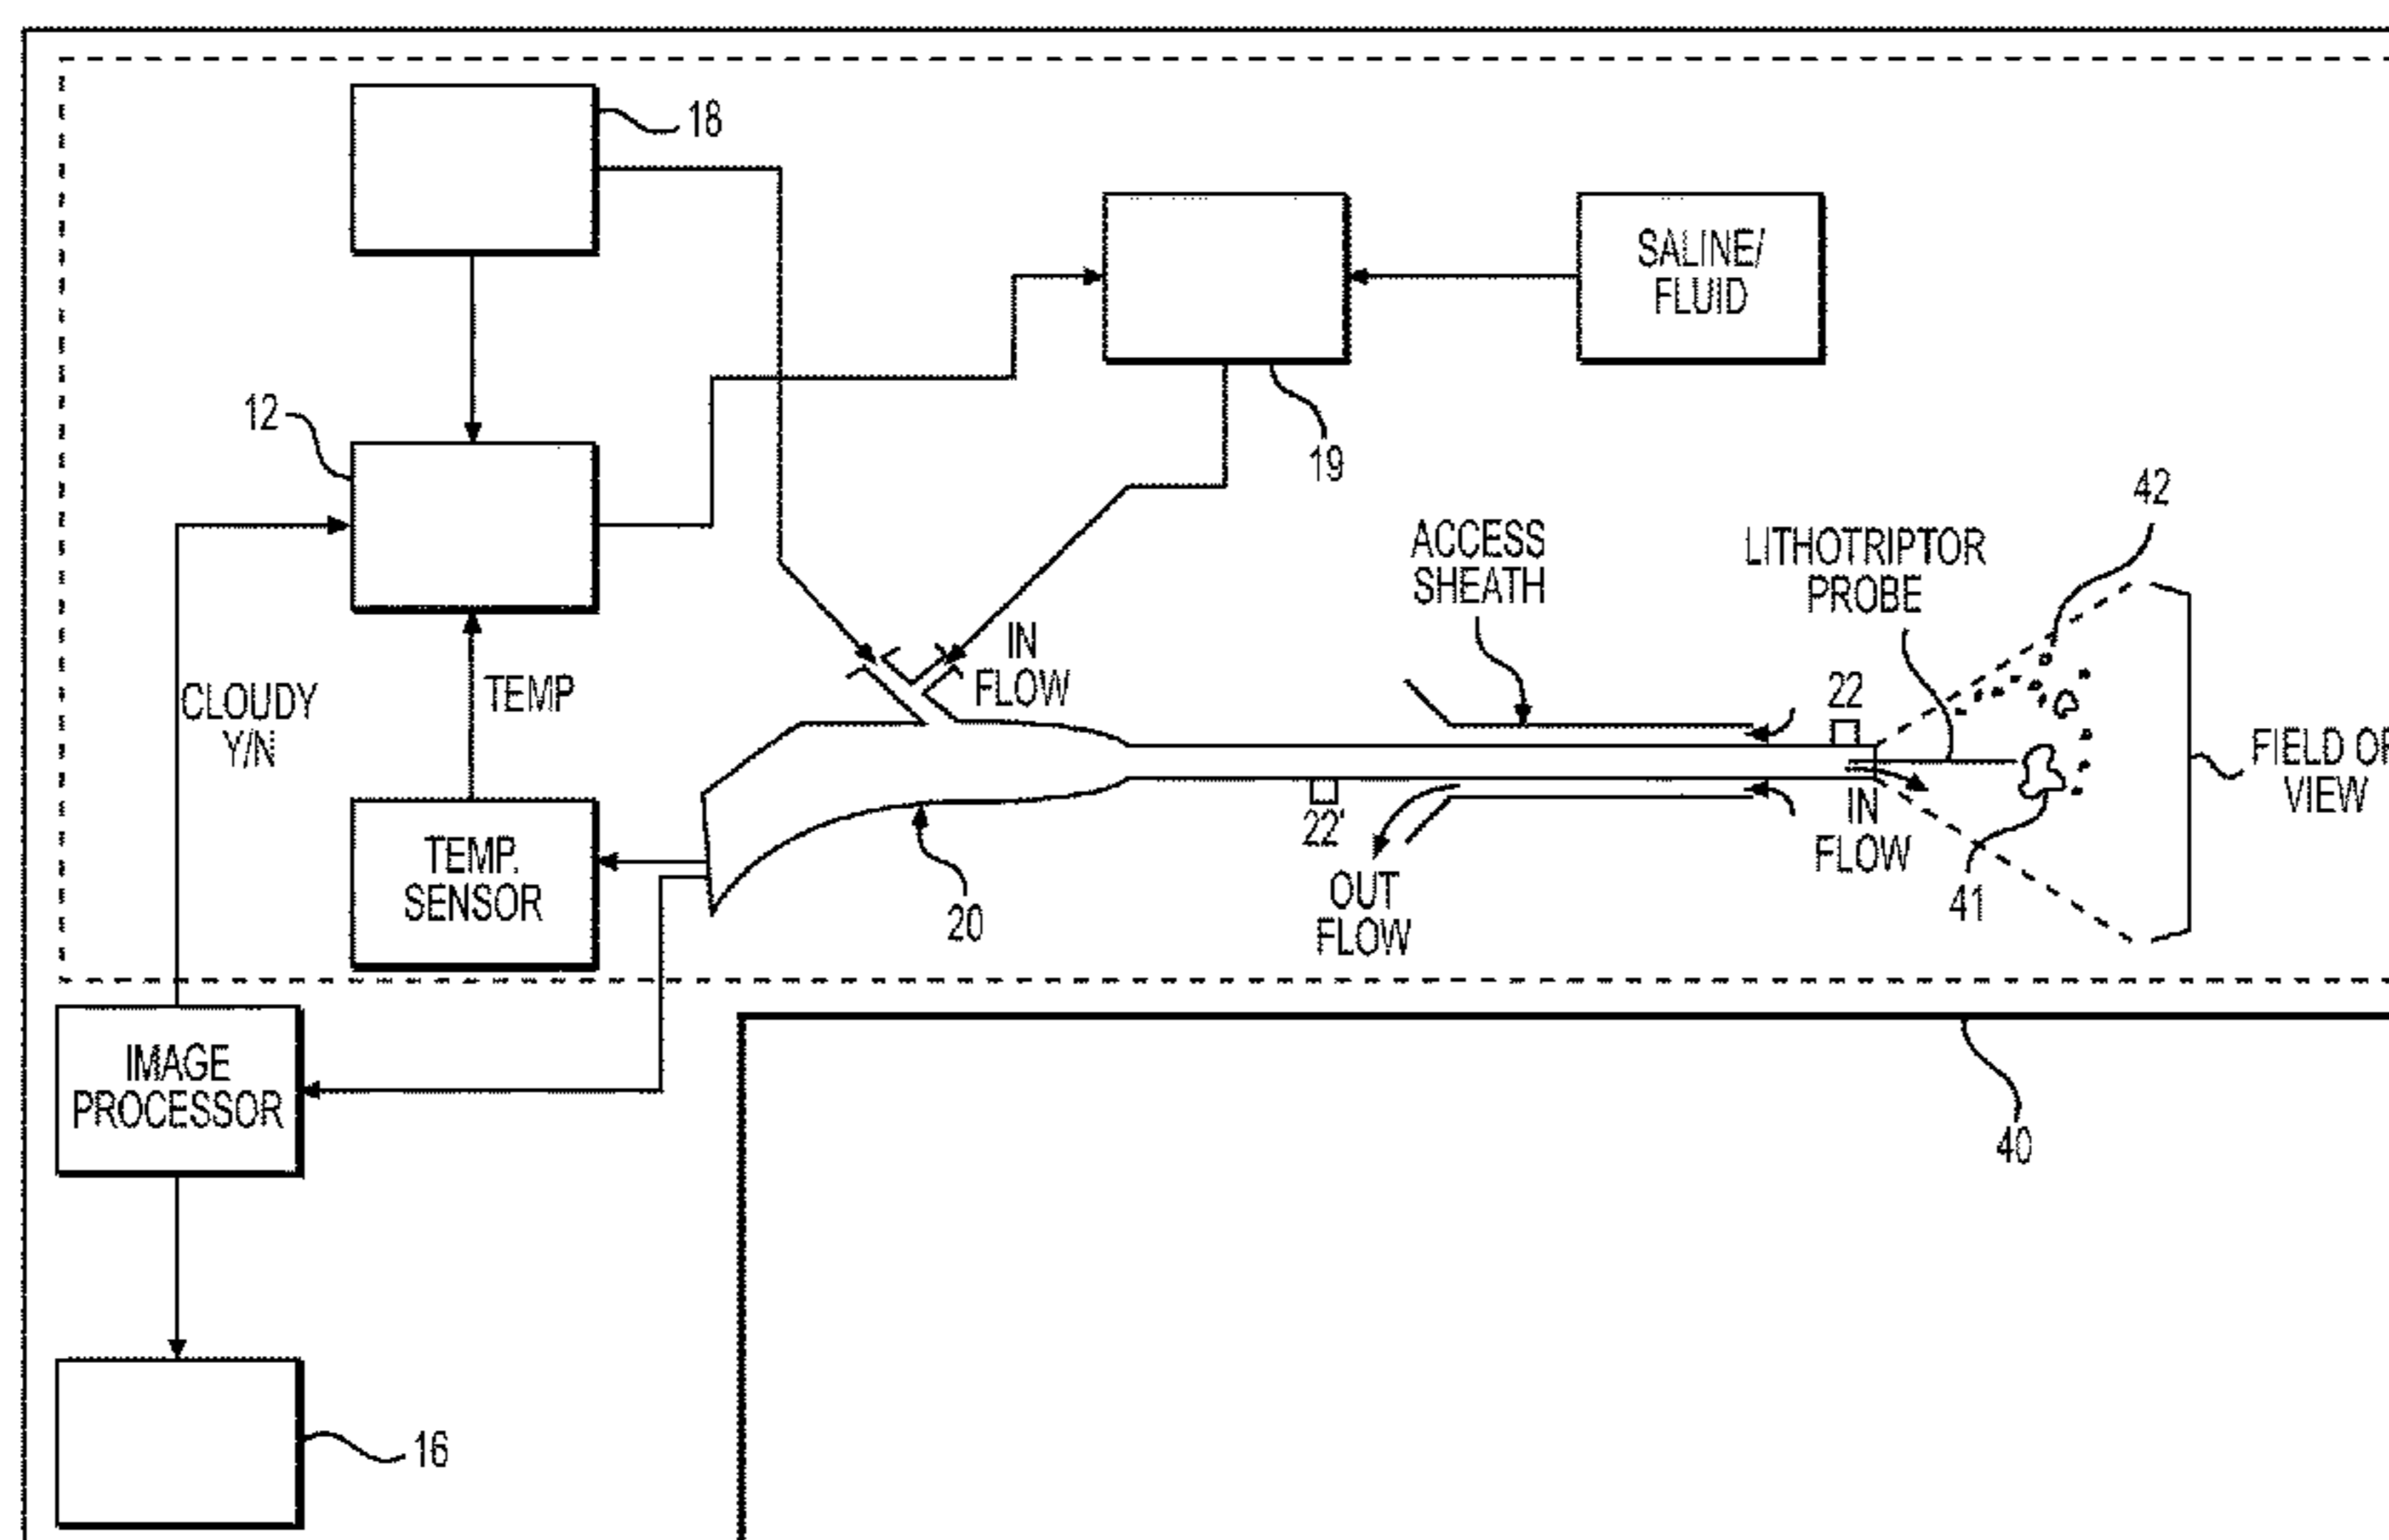 18
SALINE/
FLUID
12
19
42
ACCESS
SHEATH
LITHOTRIPTOR
PROBE
IN
FLOW
CLOUDY
Y/N
TEMP
22
FIELD OF
VIEW
22'
IN
FLOW
TEMP.
SENSOR
20
OUT
FLOW
41
IMAGE
PROCESSOR
40
16